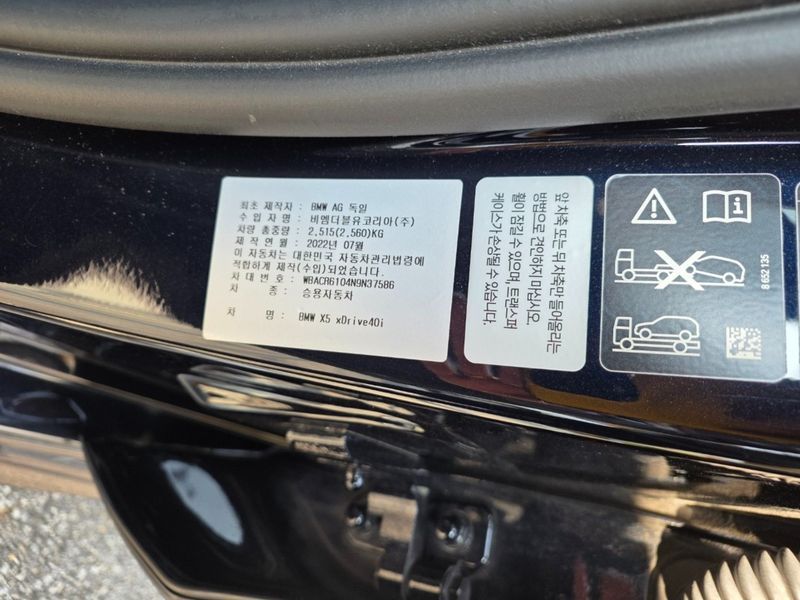 최초 제작자 : BMW AG 독일
수 입 자 명 : 비엠더블유코리아(주)
차량 총중량 : 2,515(2,560)KG
제 작 연 월 : 2022년 07월
이 자동차는 대한민국 자동차관리법령에
적합하게 제작(수입)되었습니다.
차 대 번 호 : WBACR6104N9N37586
차 종 : 승용자동차
차 명 : BMW X5 xDrive40i
앞 차축 또는 뒤 차축만 들어올리는
방법으로 견인하지 마십시오.
휠이 잠길 수 있으며, 트랜스퍼
케이스가 손상될 수 있습니다.
8 652 135